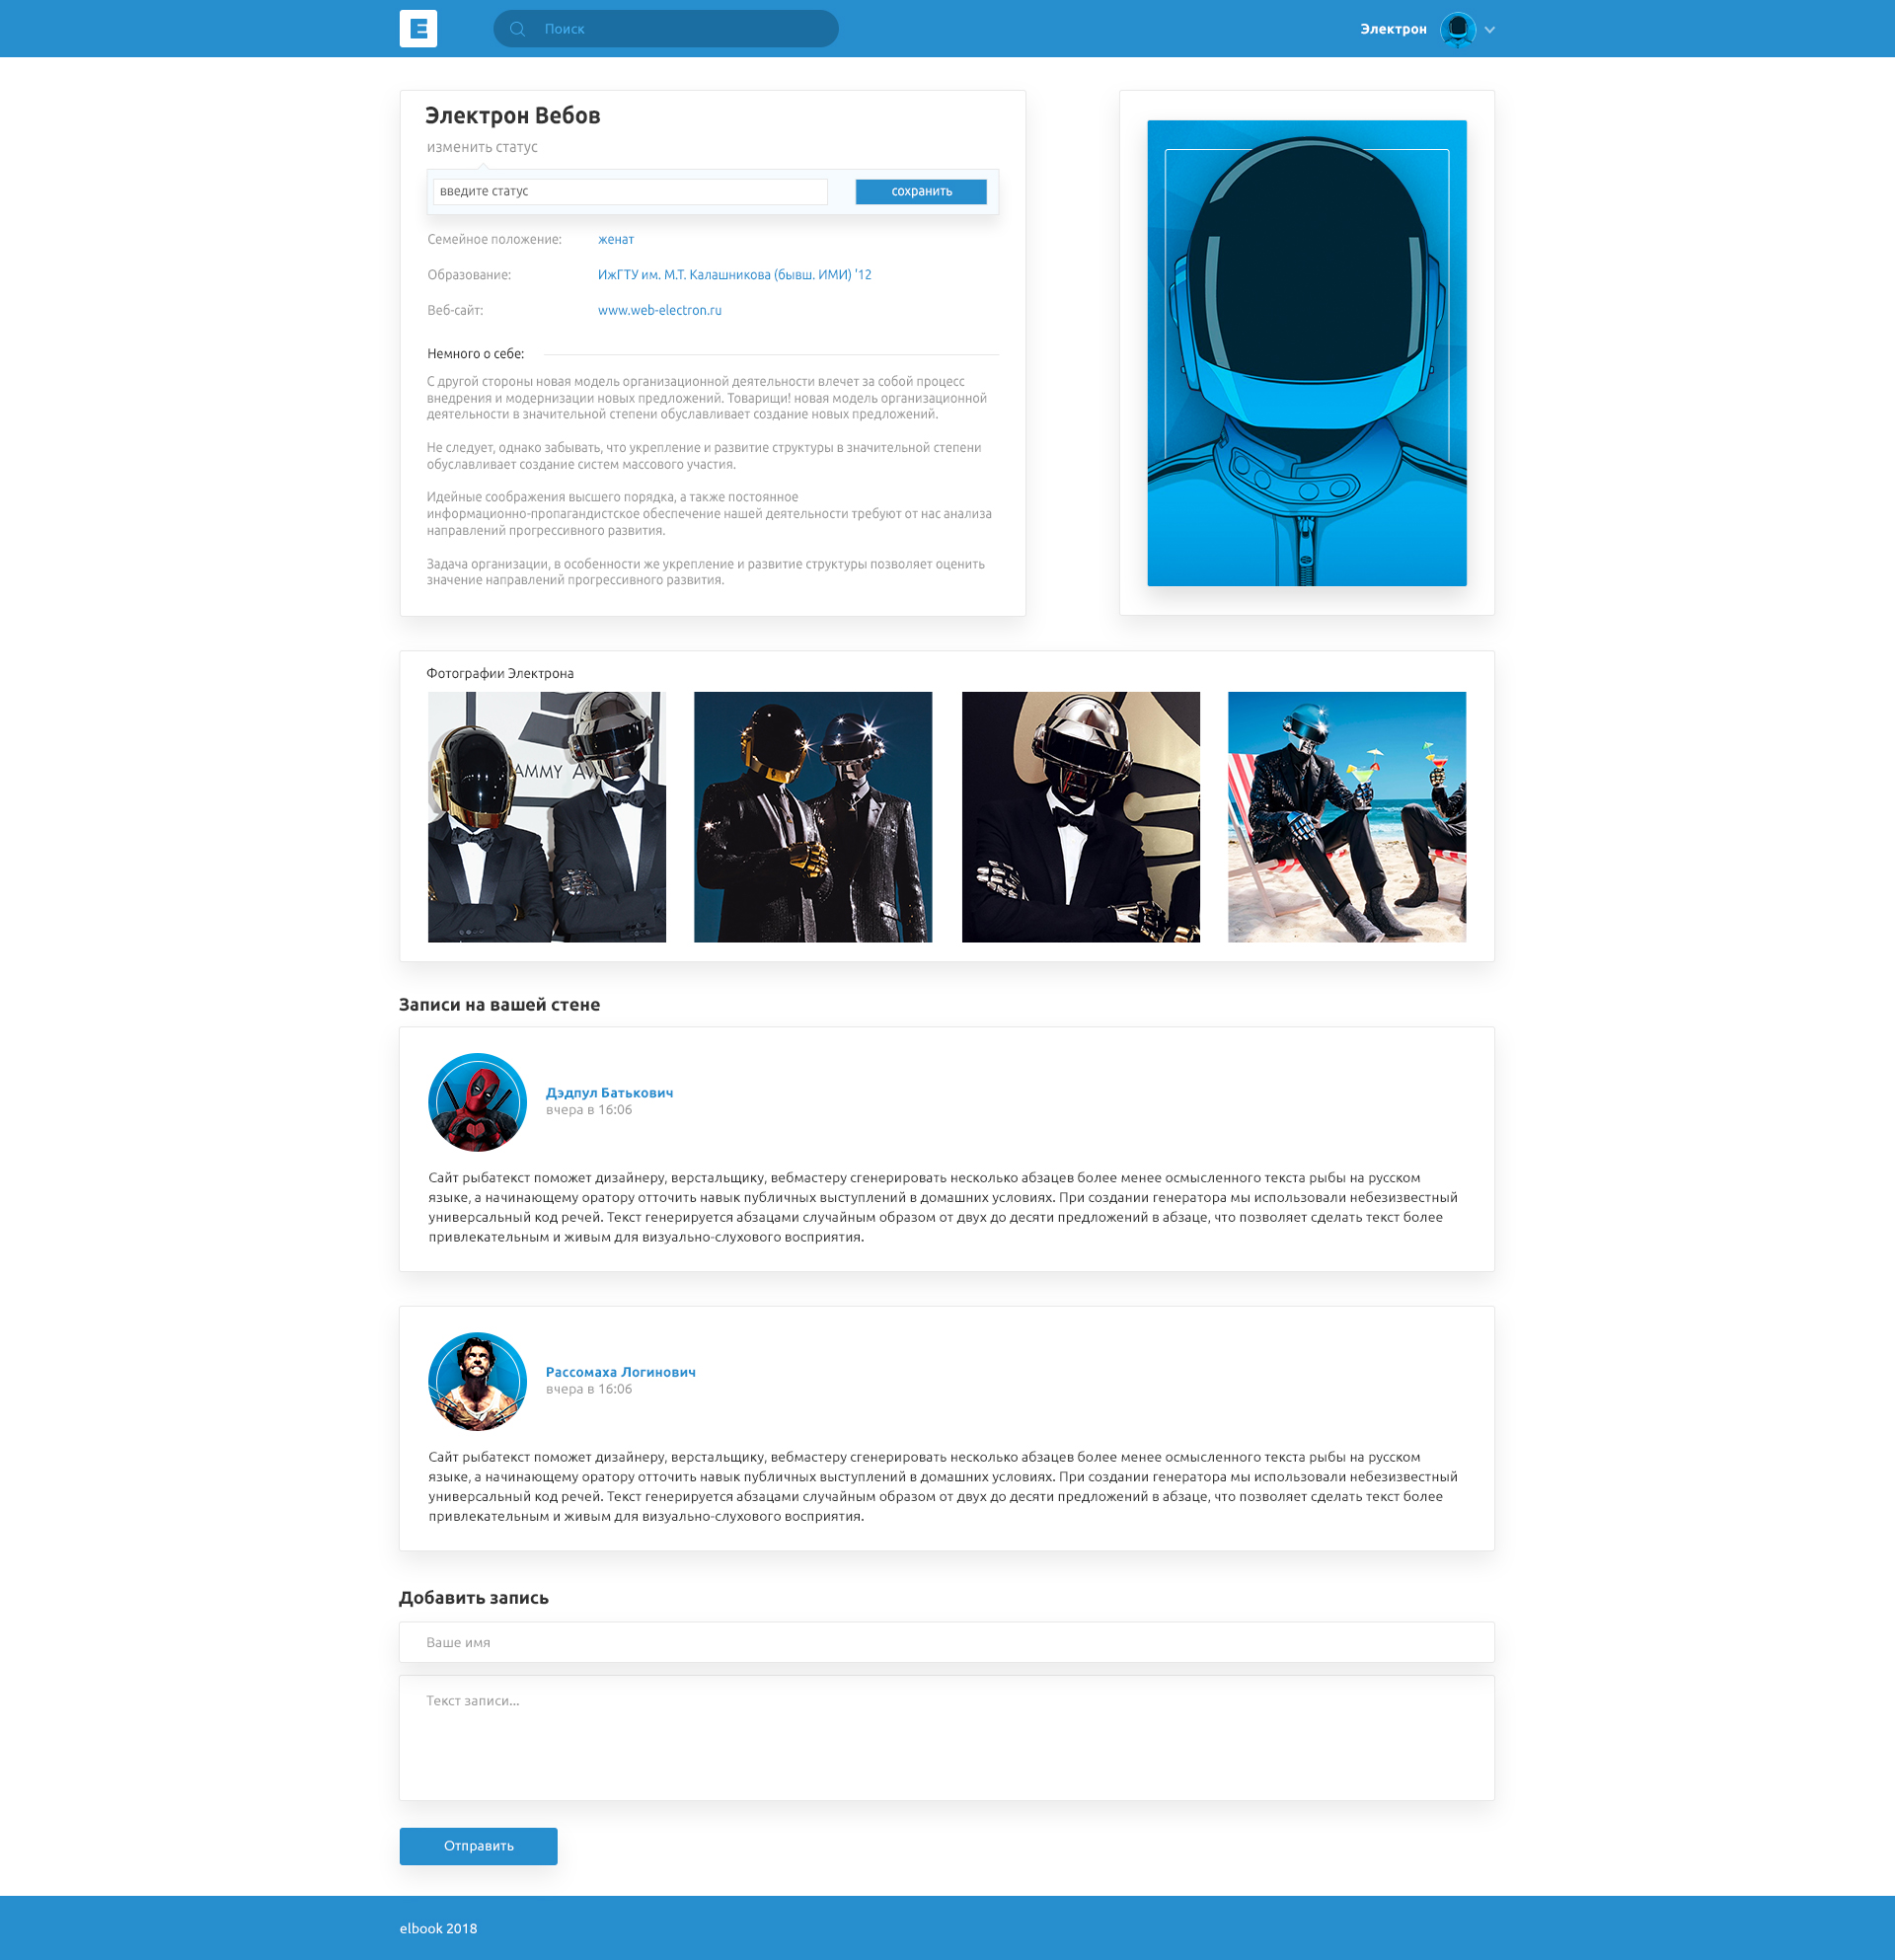 E
Поиск
Электрон
Электрон Вебов
изменить статус
введите статус
сохранить
Семейное положение: женат
Образование: ИжГТУ им. М.Т. Калашникова (бывш. ИМИ) '12
Веб-сайт: www.web-electron.ru
Немного о себе:
С другой стороны новая модель организационной деятельности влечет за собой процесс
внедрения и модернизации новых предложений. Товарищи! новая модель организационной
деятельности в значительной степени обуславливает создание новых предложений.
Не следует, однако забывать, что укрепление и развитие структуры в значительной степени
обуславливает создание систем массового участия.
Идейные соображения высшего порядка, а также постоянное
информационно-пропагандистское обеспечение нашей деятельности требуют от нас анализа
направлений прогрессивного развития.
Задача организации, в особенности же укрепление и развитие структуры позволяет оценить
значение направлений прогрессивного развития.
Фотографии Электрона
AMMY AW
Записи на вашей стене
Дэдпул Батькович
вчера в 16:06
Сайт рыбатекст поможет дизайнеру, верстальщику, вебмастеру сгенерировать несколько абзацев более менее осмысленного текста рыбы на русском
языке, а начинающему оратору отточить навык публичных выступлений в домашних условиях. При создании генератора мы использовали небезизвестный
универсальный код речей. Текст генерируется абзацами случайным образом от двух до десяти предложений в абзаце, что позволяет сделать текст более
привлекательным и живым для визуально-слухового восприятия.
Рассомаха Логинович
вчера в 16:06
Сайт рыбатекст поможет дизайнеру, верстальщику, вебмастеру сгенерировать несколько абзацев более менее осмысленного текста рыбы на русском
языке, а начинающему оратору отточить навык публичных выступлений в домашних условиях. При создании генератора мы использовали небезизвестный
универсальный код речей. Текст генерируется абзацами случайным образом от двух до десяти предложений в абзаце, что позволяет сделать текст более
привлекательным и живым для визуально-слухового восприятия.
Добавить запись
Ваше имя
Текст записи...
Отправить
elbook 2018